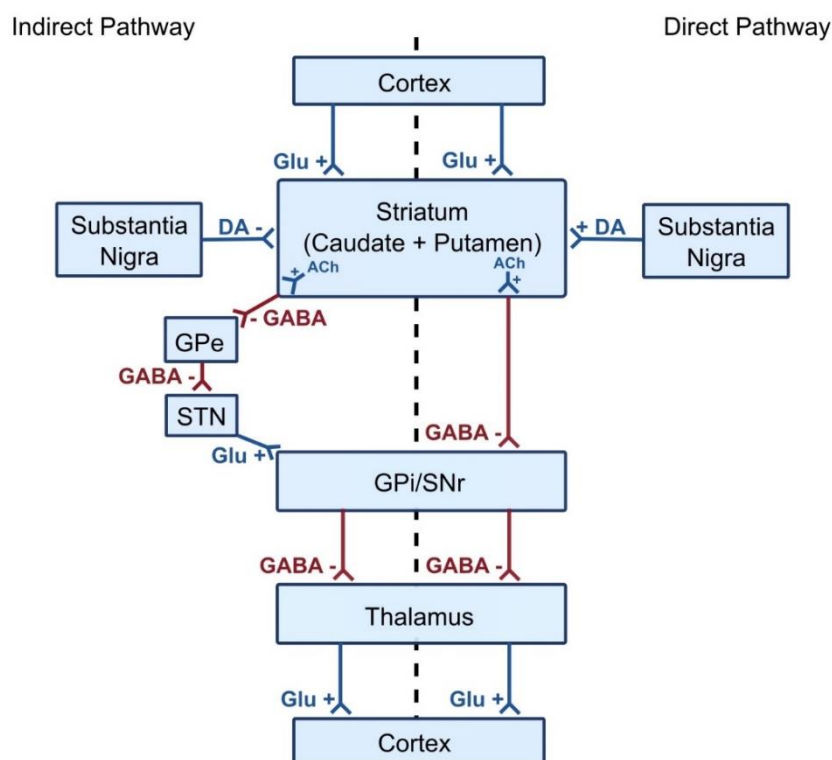 Indirect Pathway
Direct Pathway
Cortex
Glu +
Glu +
Substantia
Nigra
DA -
Striatum
(Caudate + Putamen)
+ DA
Substantia
Nigra
+ ACh
ACh
+
- GABA
GPe
GABA -
STN
Glu +
GABA -
GPi/SNr
GABA -
GABA -
Thalamus
Glu +
Glu +
Cortex